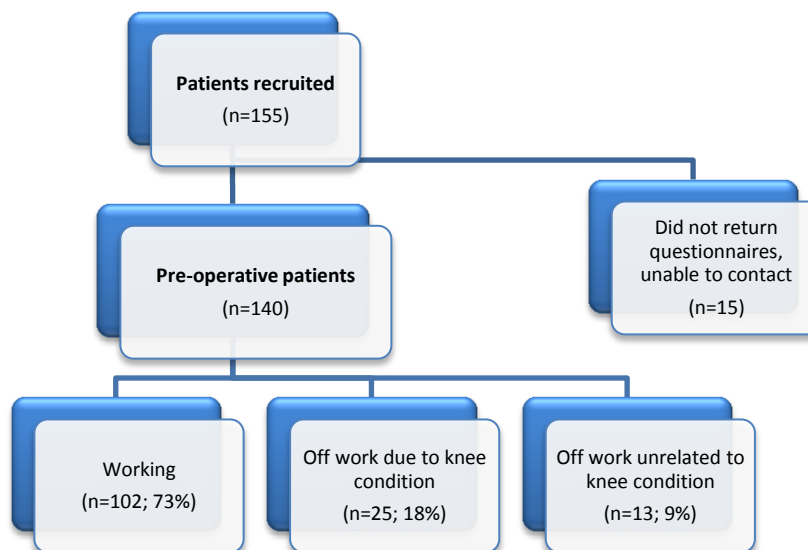 Patients recruited
(n=155)
Did not return
questionnaires,
unable to contact
(n=15)
Pre-operative patients
(n=140)
Working
(n=102; 73%)
Off work due to knee
condition
(n=25; 18%)
Off work unrelated to
knee condition
(n=13; 9%)